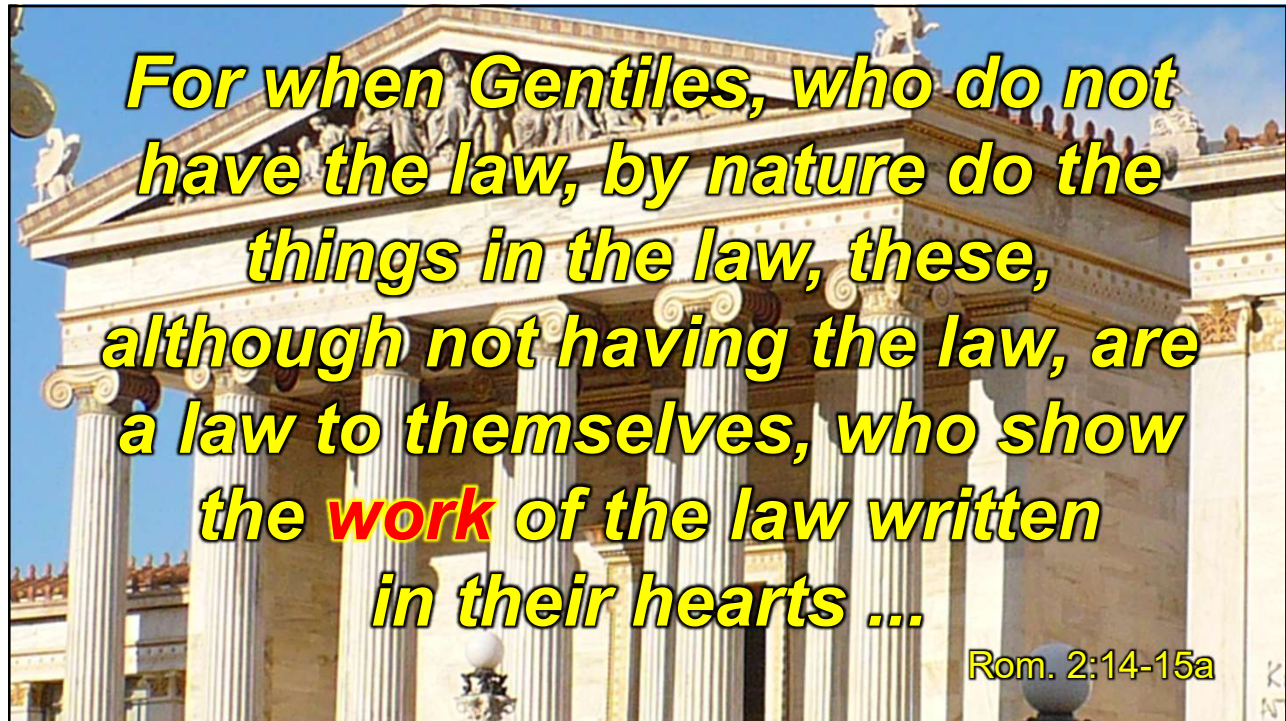 For when Gentiles, who do not
have the law, by nature do the
things in the law, these,
although not having the law, are
a law to themselves, who show
the work of the law written
in their hearts ...
Rom. 2:14-15a